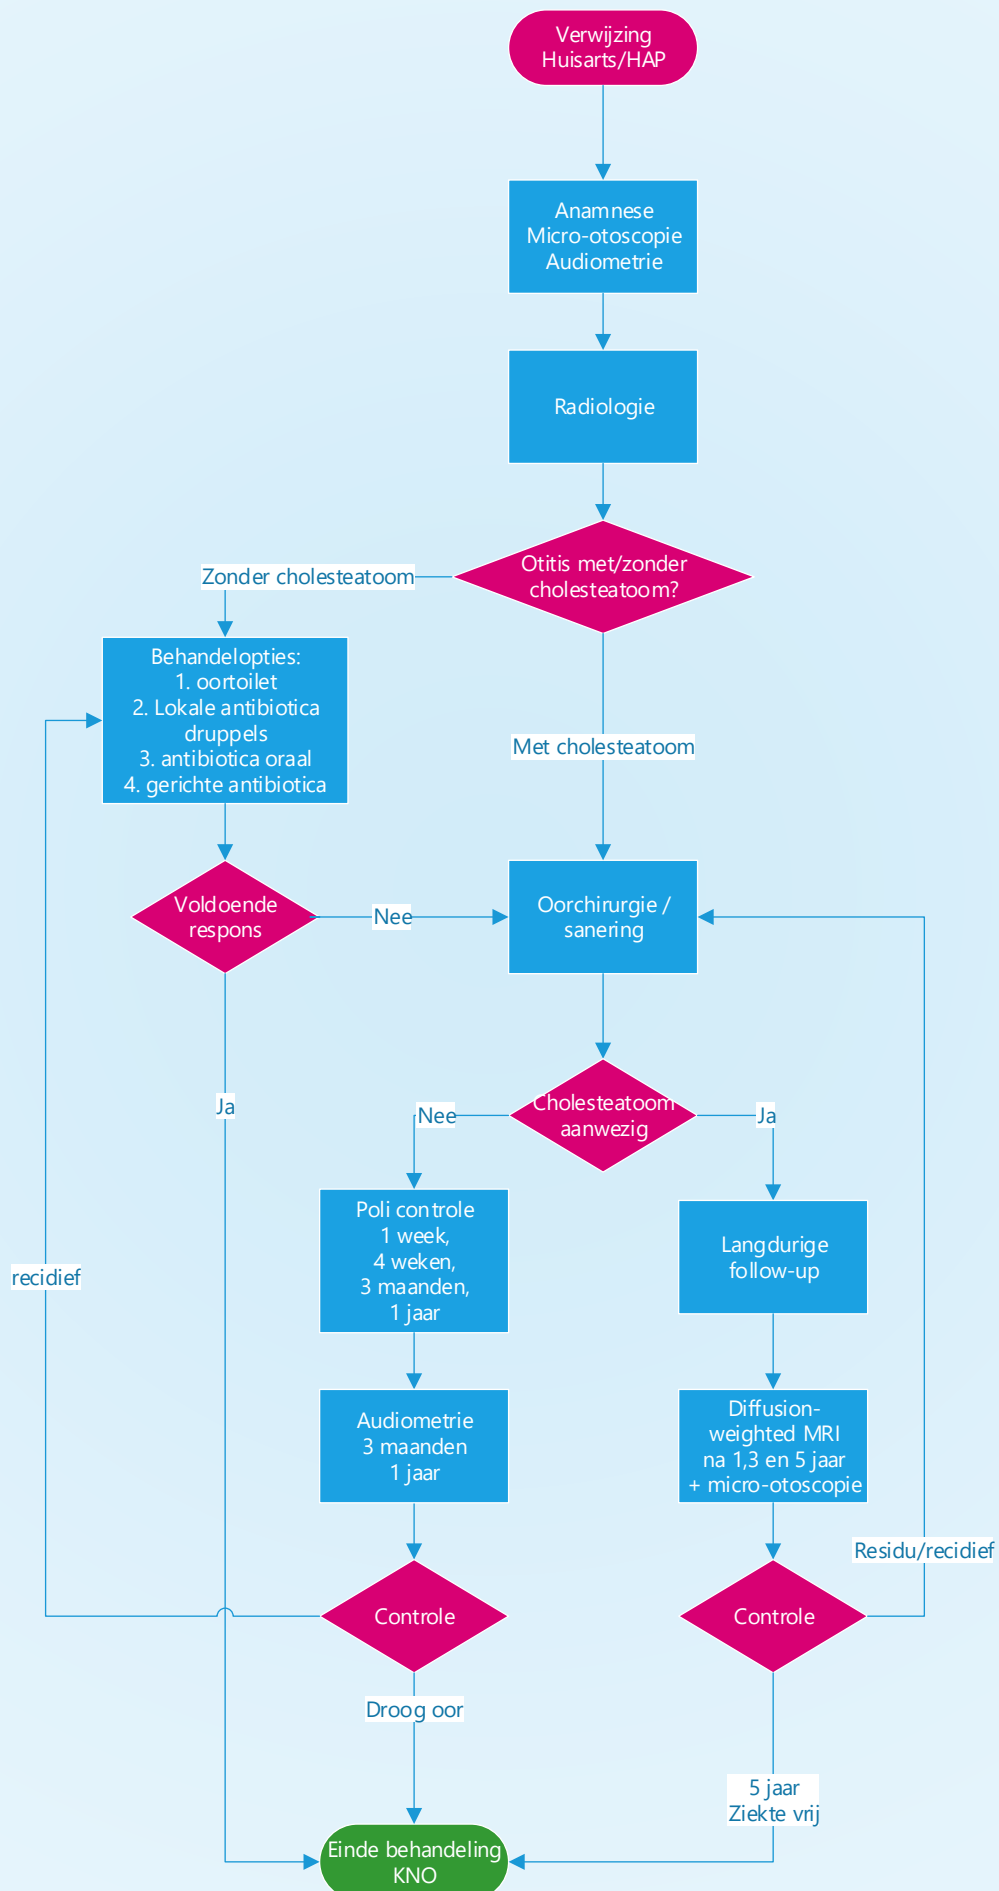 Verwijzing
Huisarts/HAP
Anamnese
Micro-otoscopie
Audiometrie
Radiologie
Otitis met/zonder
cholesteatoom?
Zonder cholesteatoom
Behandelopties:
1. oortoilet
2. Lokale antibiotica
druppels
3. antibiotica oraal
4. gerichte antibiotica
Met cholesteatoom
Voldoende
respons
Nee
Oorchirurgie /
sanering
Ja
Cholesteatoom
aanwezig
Nee
Ja
Poli controle
1 week,
4 weken,
3 maanden,
1 jaar
Langdurige
follow-up
recidief
Audiometrie
3 maanden
1 jaar
Diffusion-
weighted MRI
na 1,3 en 5 jaar
+ micro-otoscopie
Residu/recidief
Controle
Controle
Droog oor
5 jaar
Ziekte vrij
Einde behandeling
KNO